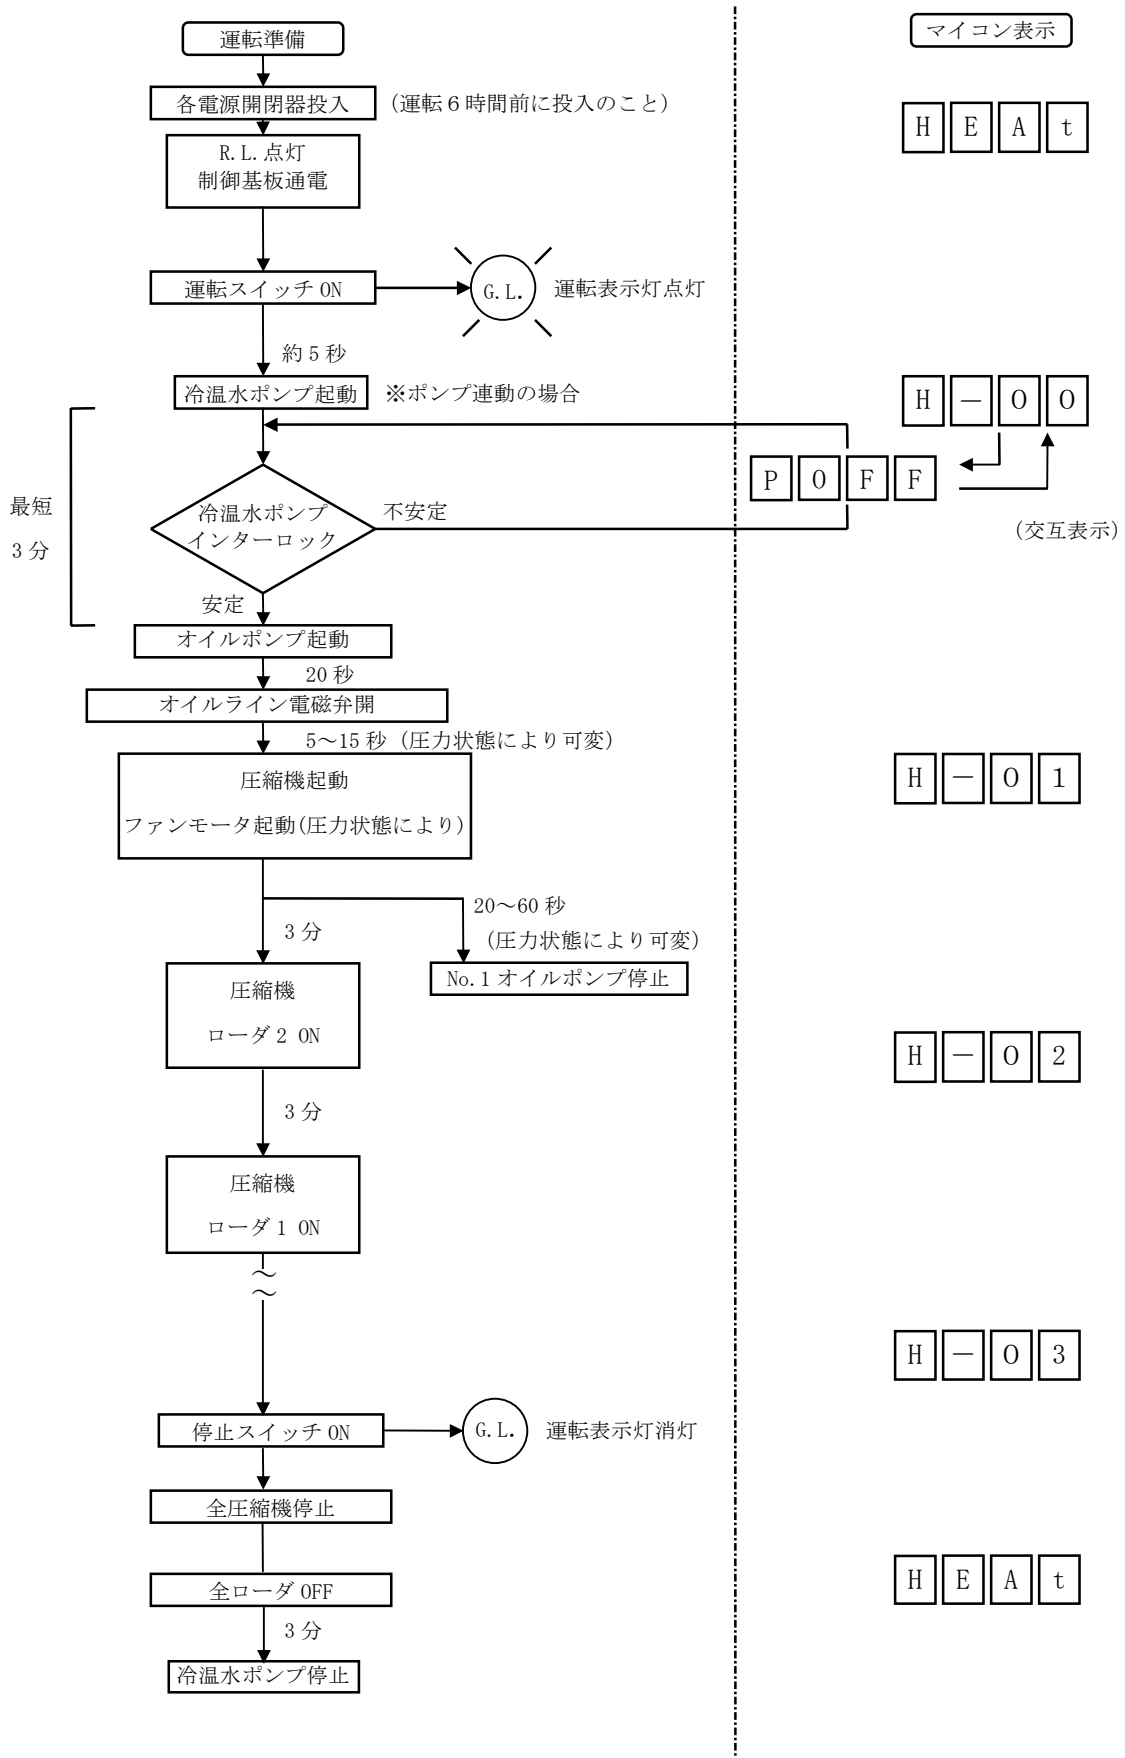 運転準備
マイコン表示
各電源開閉器投入
(運転6時間前に投入のこと)
HEAt
R.L.点灯
制御基板通電
運転スイッチON
G.L.
運転表示灯点灯
約5秒
冷温水ポンプ起動
※ポンプ連動の場合
H-00
POFF
(交互表示)
最短
3分
冷温水ポンプ
インターロック
不安定
安定
オイルポンプ起動
20秒
オイルライン電磁弁開
5～15秒(圧力状態により可変)
圧縮機起動
ファンモータ起動(圧力状態により)
H-01
20～60秒
(圧力状態により可変)
3分
No.1オイルポンプ停止
圧縮機
ローダ2 ON
H-02
3分
圧縮機
ローダ1 ON
H-03
停止スイッチON
G.L.
運転表示灯消灯
全圧縮機停止
全ローダOFF
HEAt
3分
冷温水ポンプ停止